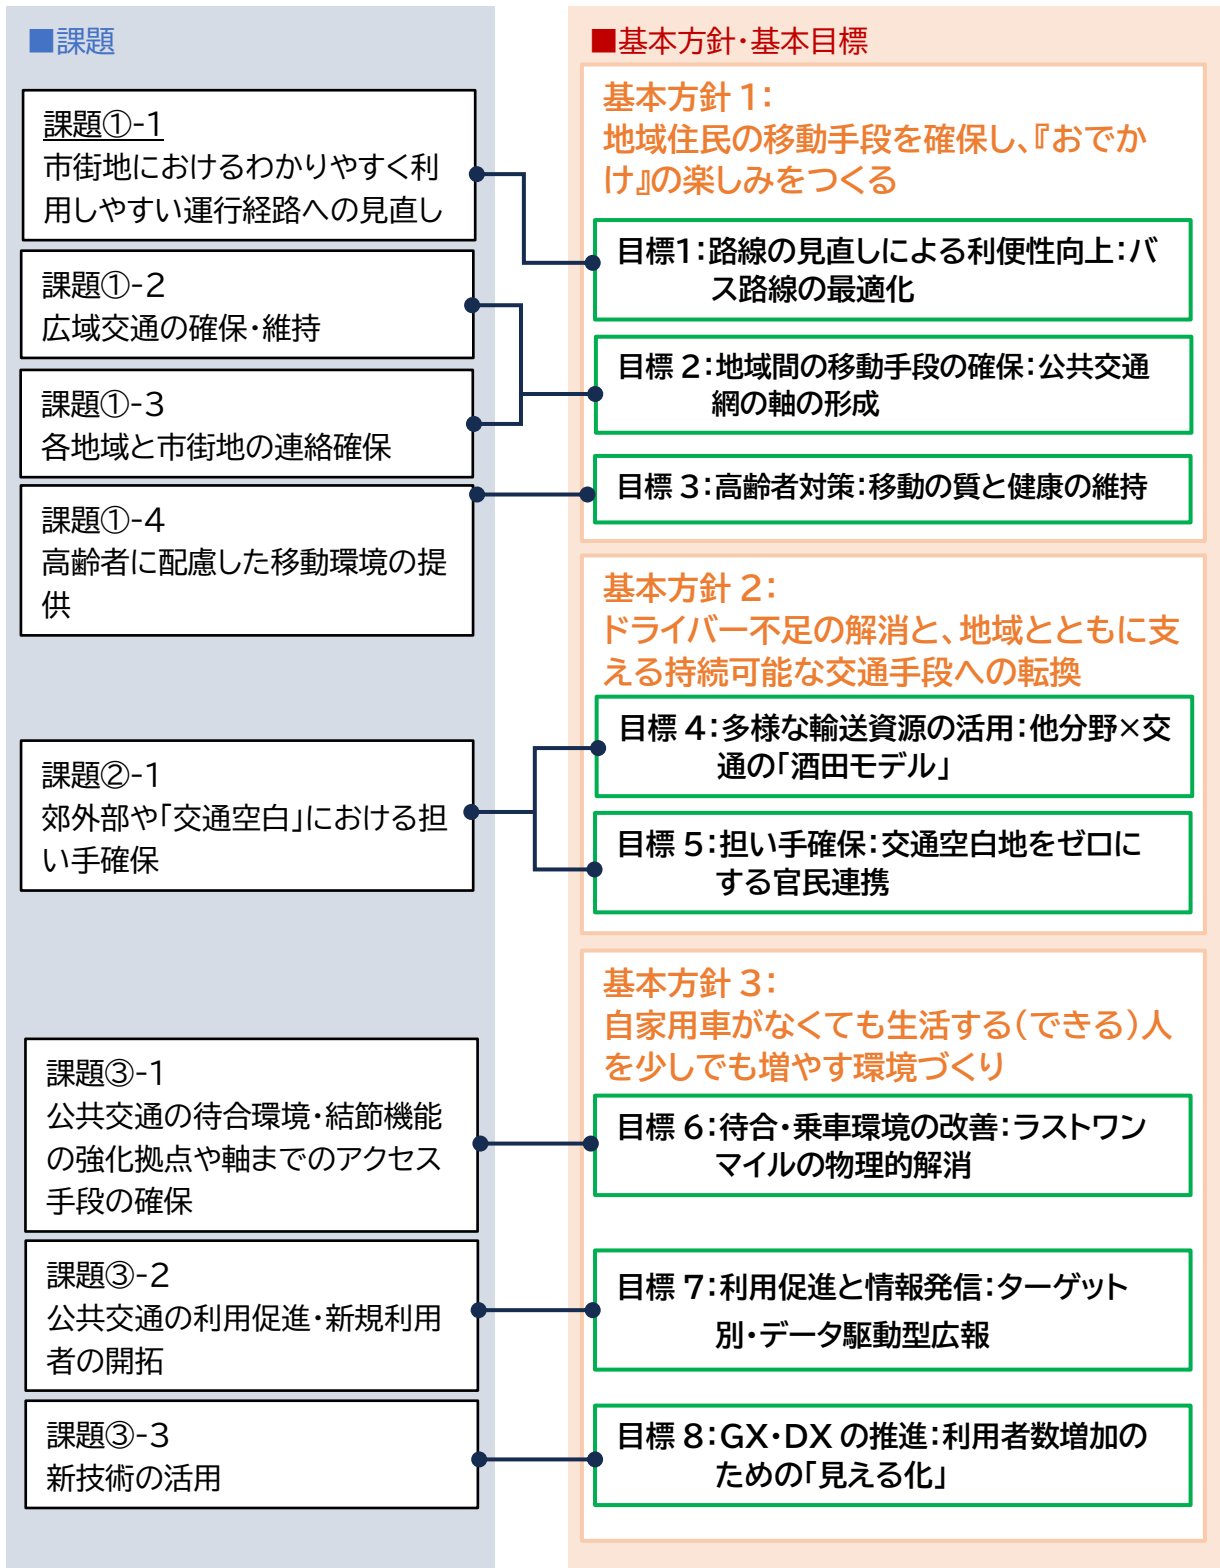 ■課題
課題①-1
市街地におけるわかりやすく利
用しやすい運行経路への見直し
課題①-2
広域交通の確保・維持
課題①-3
各地域と市街地の連絡確保
課題①-4
高齢者に配慮した移動環境の提
供
課題②-1
郊外部や「交通空白」における担
い手確保
課題③-1
公共交通の待合環境・結節機能
の強化拠点や軸までのアクセス
手段の確保
課題③-2
公共交通の利用促進・新規利用
者の開拓
課題③-3
新技術の活用
■基本方針・基本目標
基本方針 1：
地域住民の移動手段を確保し、『おでか
け』の楽しみをつくる
目標1：路線の見直しによる利便性向上：バ
ス路線の最適化
目標 2：地域間の移動手段の確保：公共交通
網の軸の形成
目標 3：高齢者対策：移動の質と健康の維持
基本方針 2：
ドライバー不足の解消と、地域とともに支
える持続可能な交通手段への転換
目標 4：多様な輸送資源の活用：他分野×交
通の「酒田モデル」
目標 5：担い手確保：交通空白地をゼロに
する官民連携
基本方針 3：
自家用車がなくても生活する（できる）人
を少しでも増やす環境づくり
目標 6：待合・乗車環境の改善：ラストワン
マイルの物理的解消
目標 7：利用促進と情報発信：ターゲット
別・データ駆動型広報
目標 8：GX・DX の推進：利用者数増加の
ための「見える化」